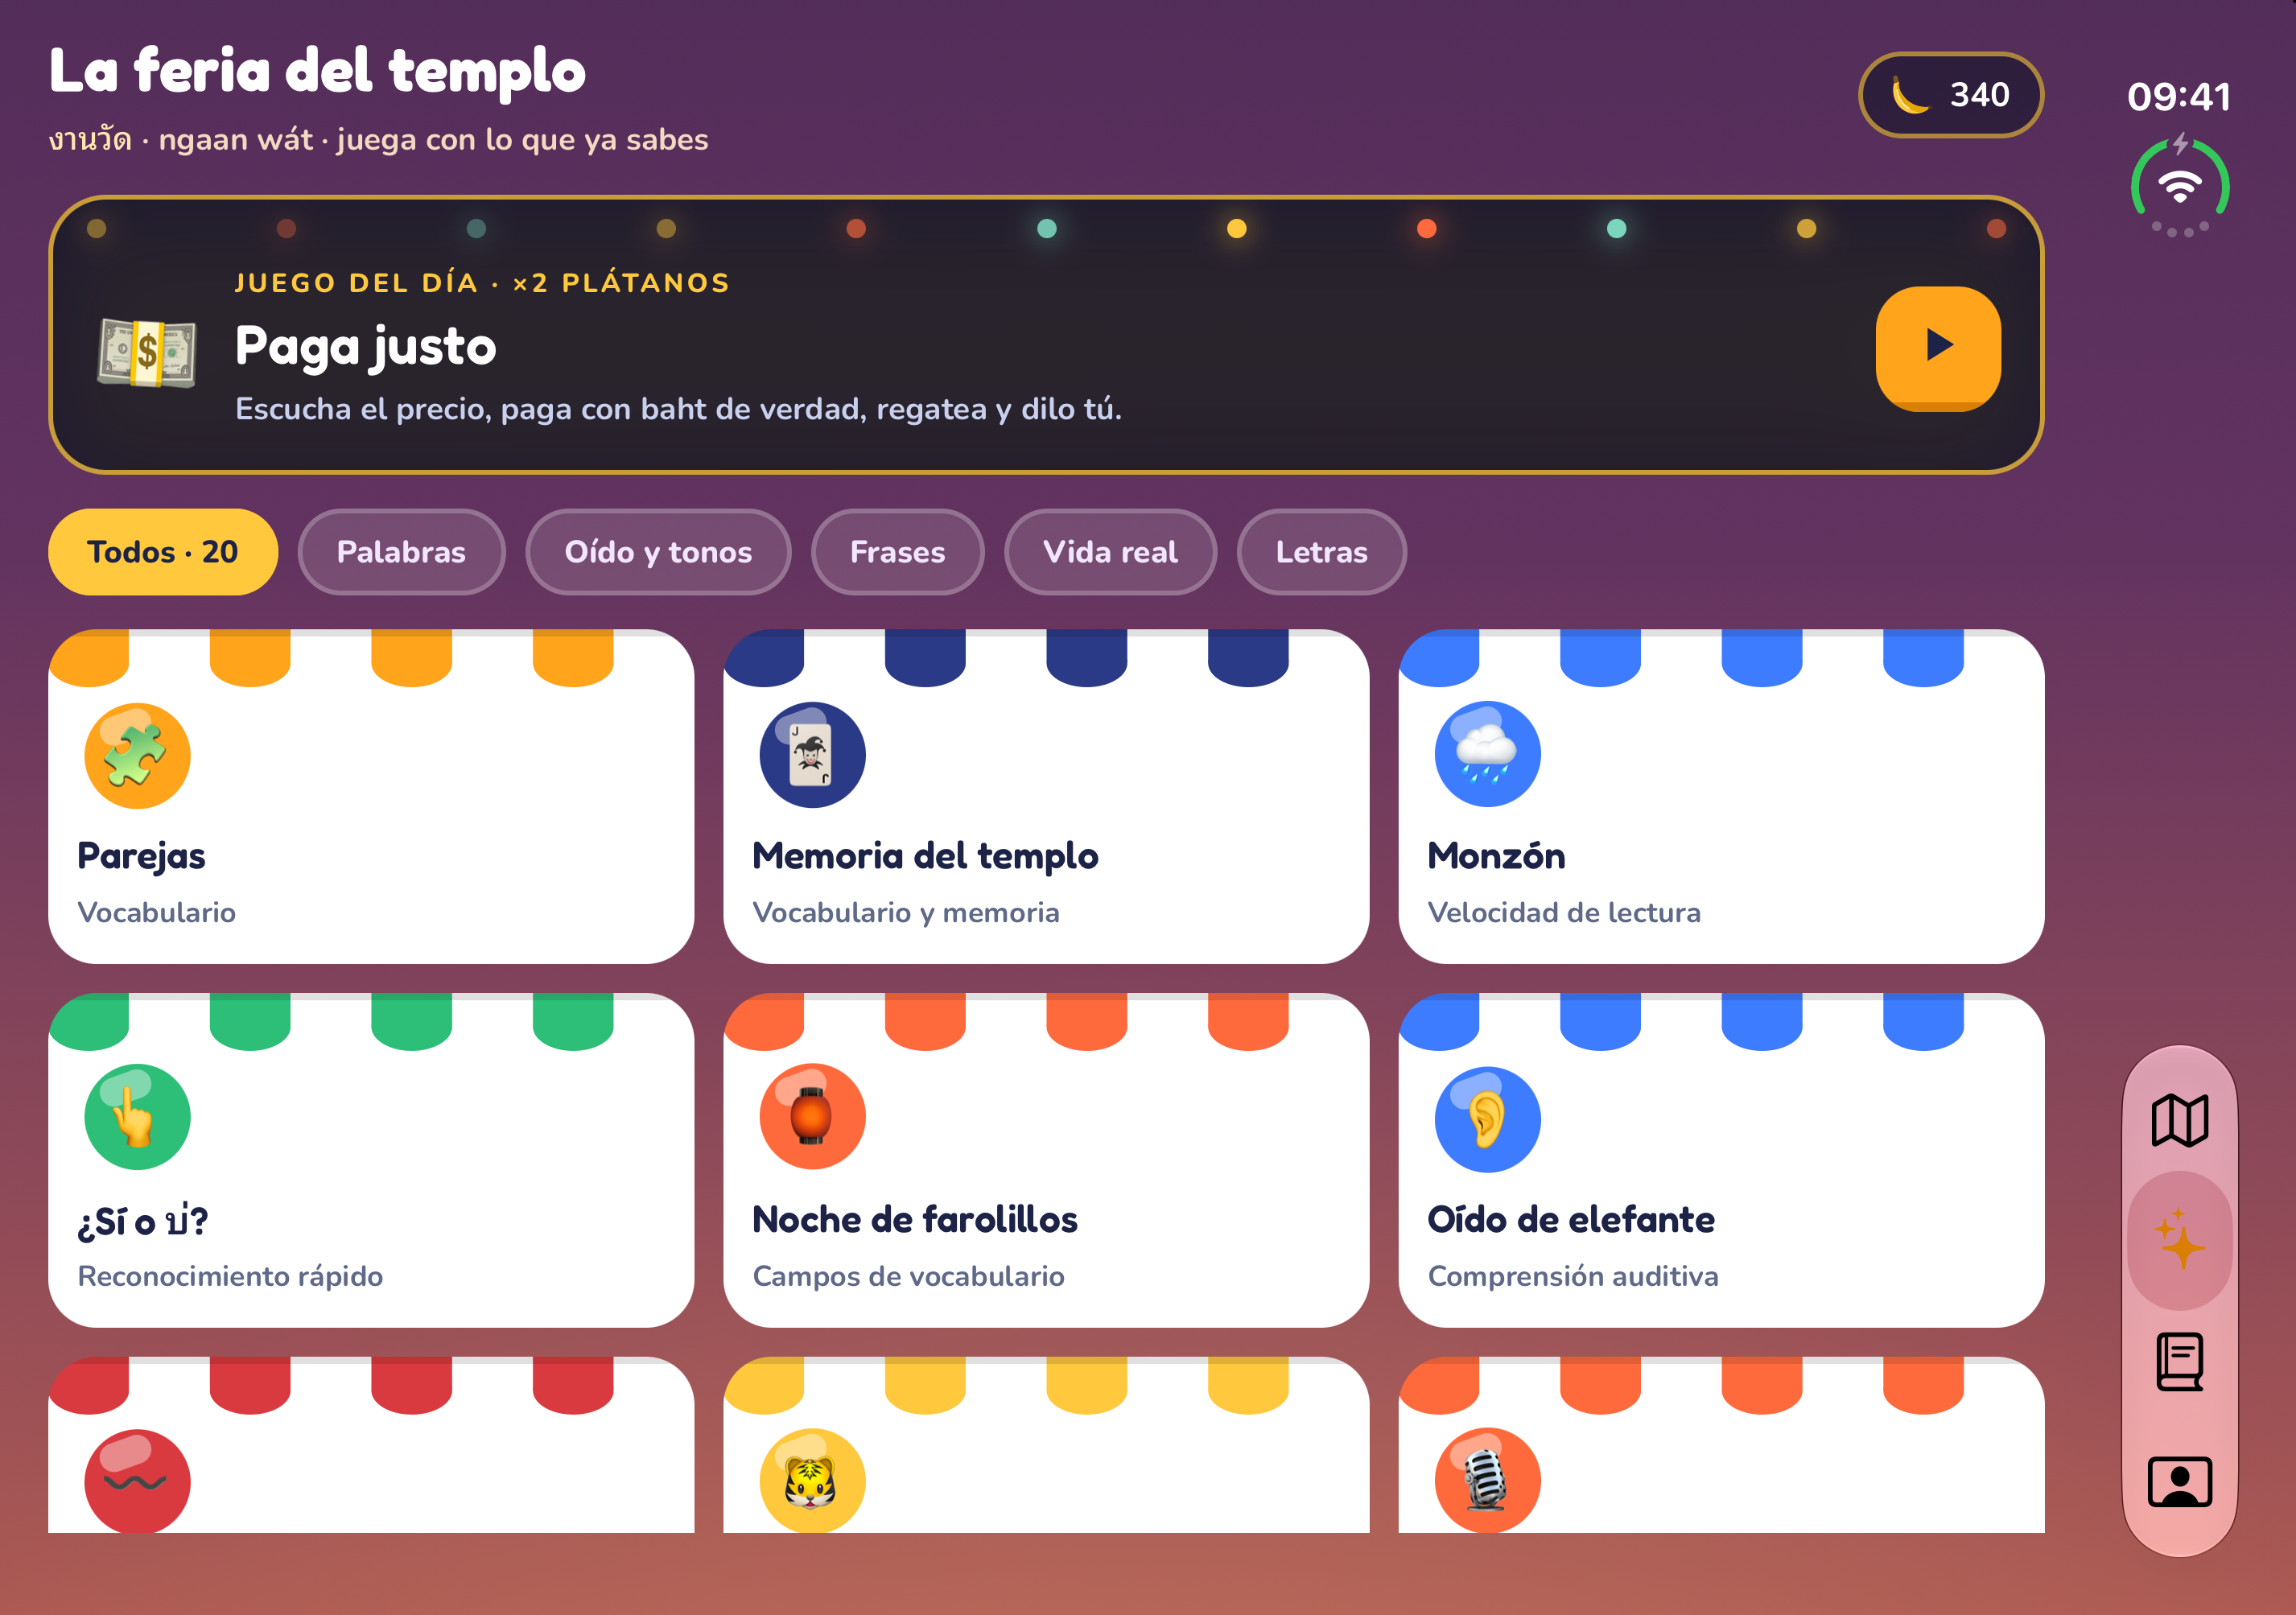 La feria del templo
งานวัด · ngaan wát · juega con lo que ya sabes
340
09:41
JUEGO DEL DÍA · ×2 PLÁTANOS
Paga justo
Escucha el precio, paga con baht de verdad, regatea y dilo tú.
Todos · 20
Palabras
Oído y tonos
Frases
Vida real
Letras
Parejas
Vocabulario
Memoria del templo
Vocabulario y memoria
Monzón
Velocidad de lectura
¿Sí o บ่?
Reconocimiento rápido
Noche de farolillos
Campos de vocabulario
Oído de elefante
Comprensión auditiva